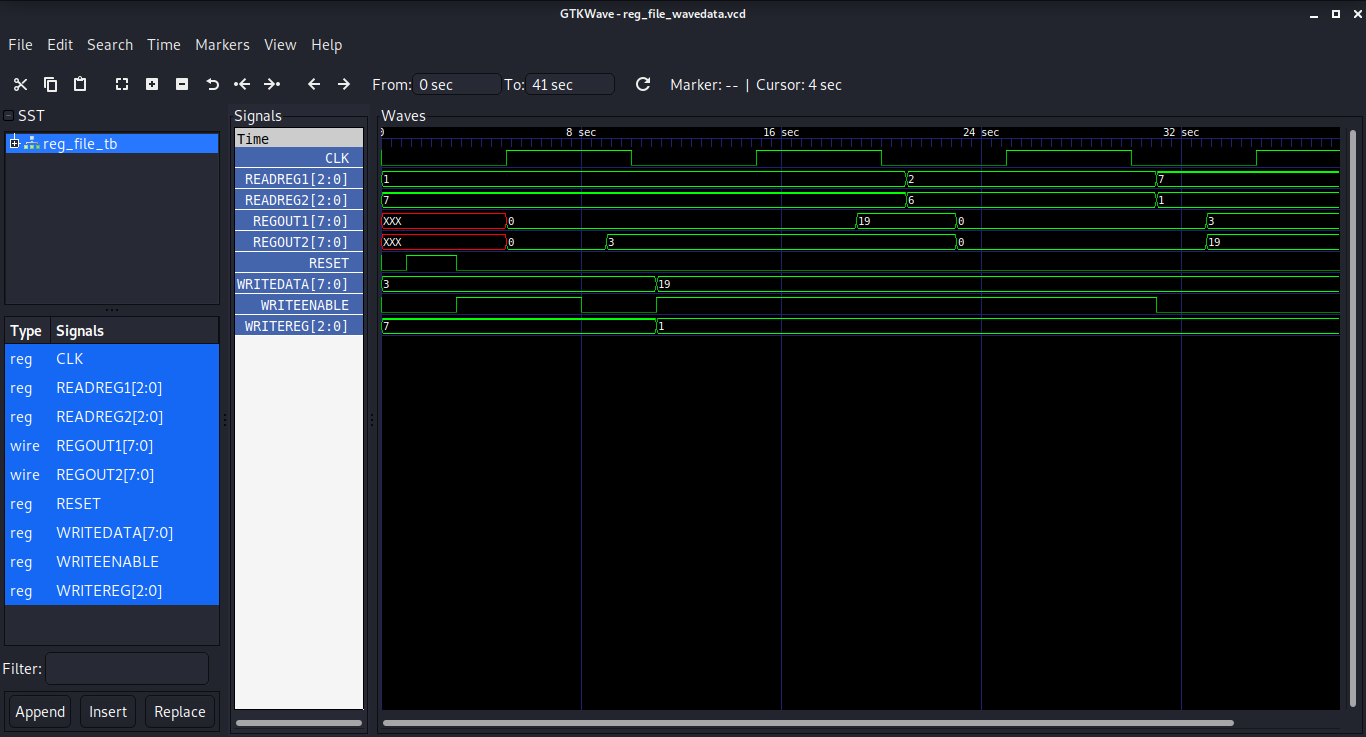 GTKWave - reg_file_wavedata.vcd
File Edit Search Time Markers View Help
From: 0 sec To: 41 sec Marker: -- | Cursor: 4 sec
SST
reg_file_tb
Type Signals
reg CLK
reg READREG1[2:0]
reg READREG2[2:0]
wire REGOUT1[7:0]
wire REGOUT2[7:0]
reg RESET
reg WRITEDATA[7:0]
reg WRITEENABLE
reg WRITEREG[2:0]
Filter:
Append Insert Replace
Signals
Time
CLK
READREG1[2:0]
READREG2[2:0]
REGOUT1[7:0]
REGOUT2[7:0]
RESET
WRITEDATA[7:0]
WRITEENABLE
WRITEREG[2:0]
Waves
0 8 sec 16 sec 24 sec 32 sec
1 2 7
7 6 1
XXX 0 19 0 3
XXX 0 3 0 19
3 19
7 1